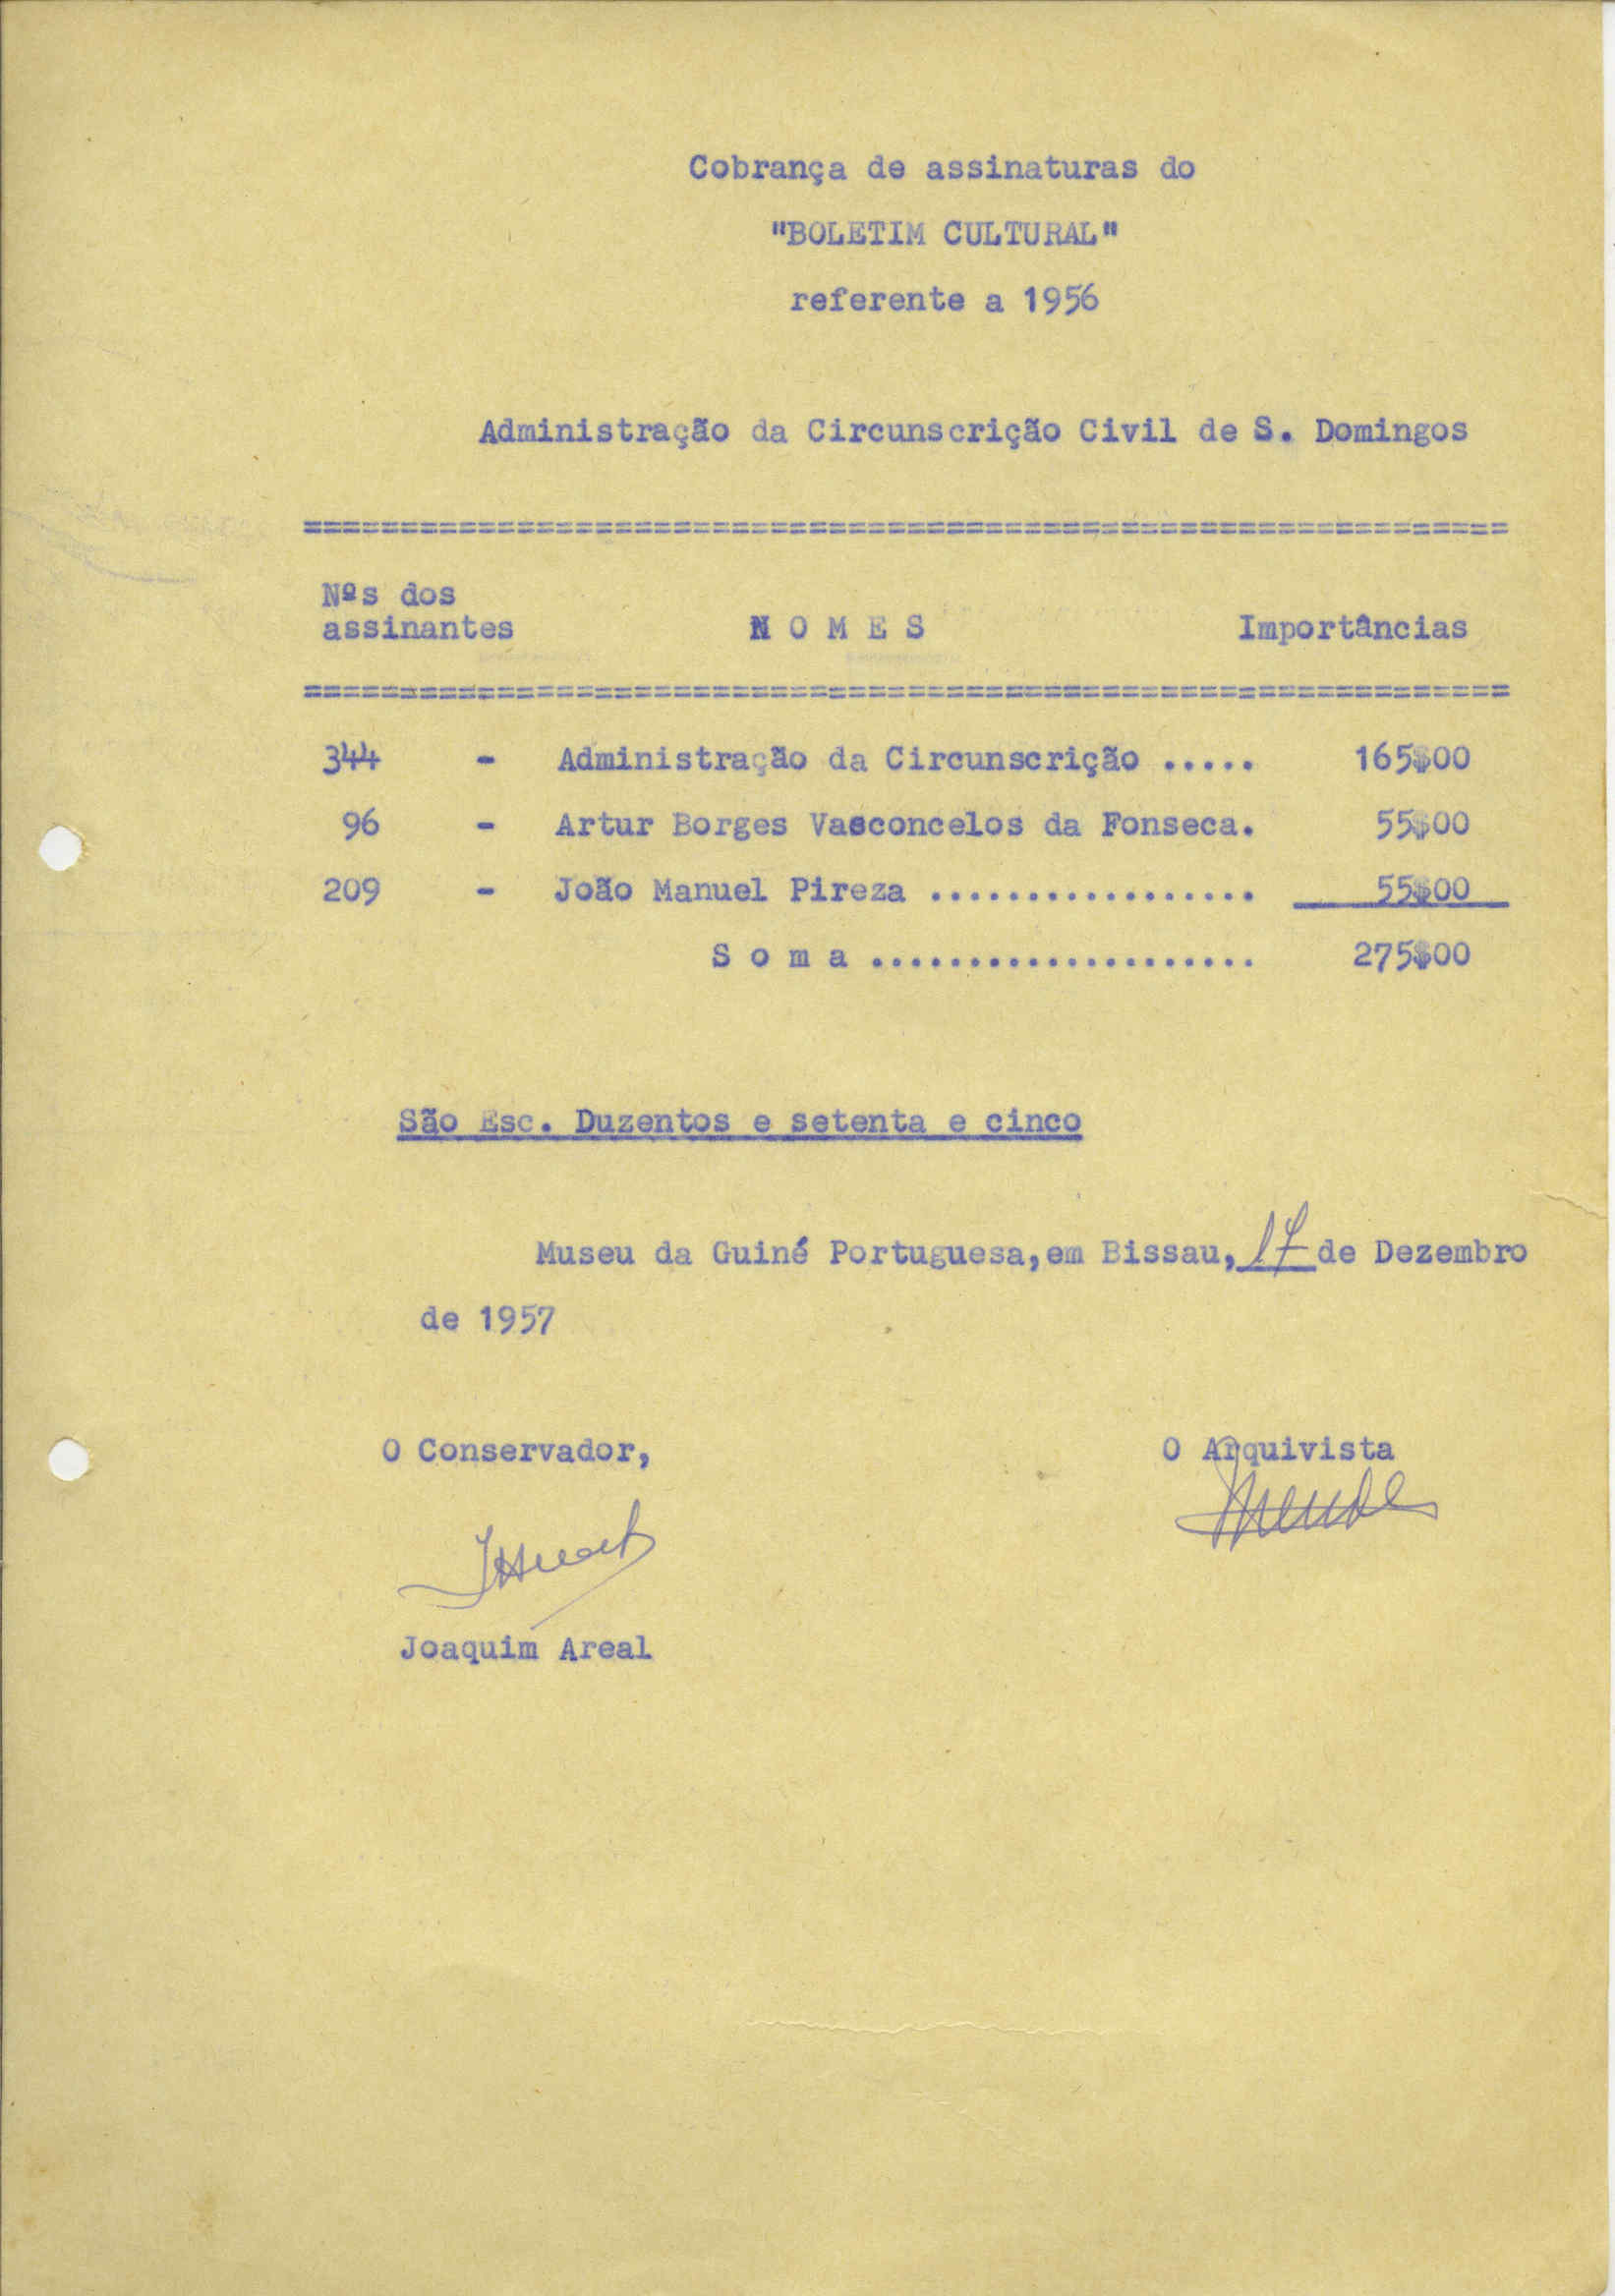 Cobrança de assinaturas do
"BOLETIM CULTURAL"
referente a 1956
Administração da Circunscrição Civil de S. Domingos
==============================================================
Nºs dos
assinantes N O M E S Importâncias
==============================================================
344 - Administração da Circunscrição ..... 165$00
96 - Artur Borges Vasconcelos da Fonseca. 55$00
209 - João Manuel Pireza ................. 55$00
S o m a .................... 275$00
São Esc. Duzentos e setenta e cinco
Museu da Guiné Portuguesa,em Bissau, 17 de Dezembro
de 1957
O Conservador, O Arquivista
Joaquim Areal